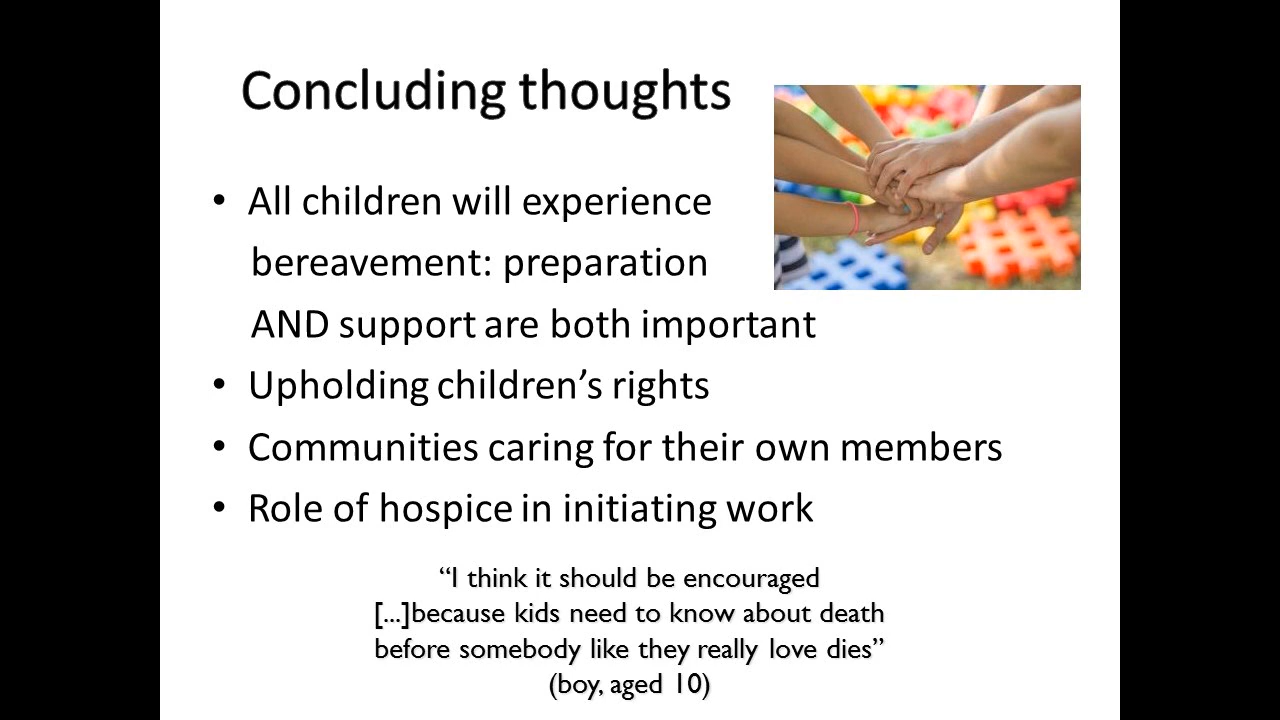 Concluding thoughts
• All children will experience
bereavement: preparation
AND support are both important
• Upholding children’s rights
• Communities caring for their own members
• Role of hospice in initiating work
“I think it should be encouraged
[...]because kids need to know about death
before somebody like they really love dies”
(boy, aged 10)